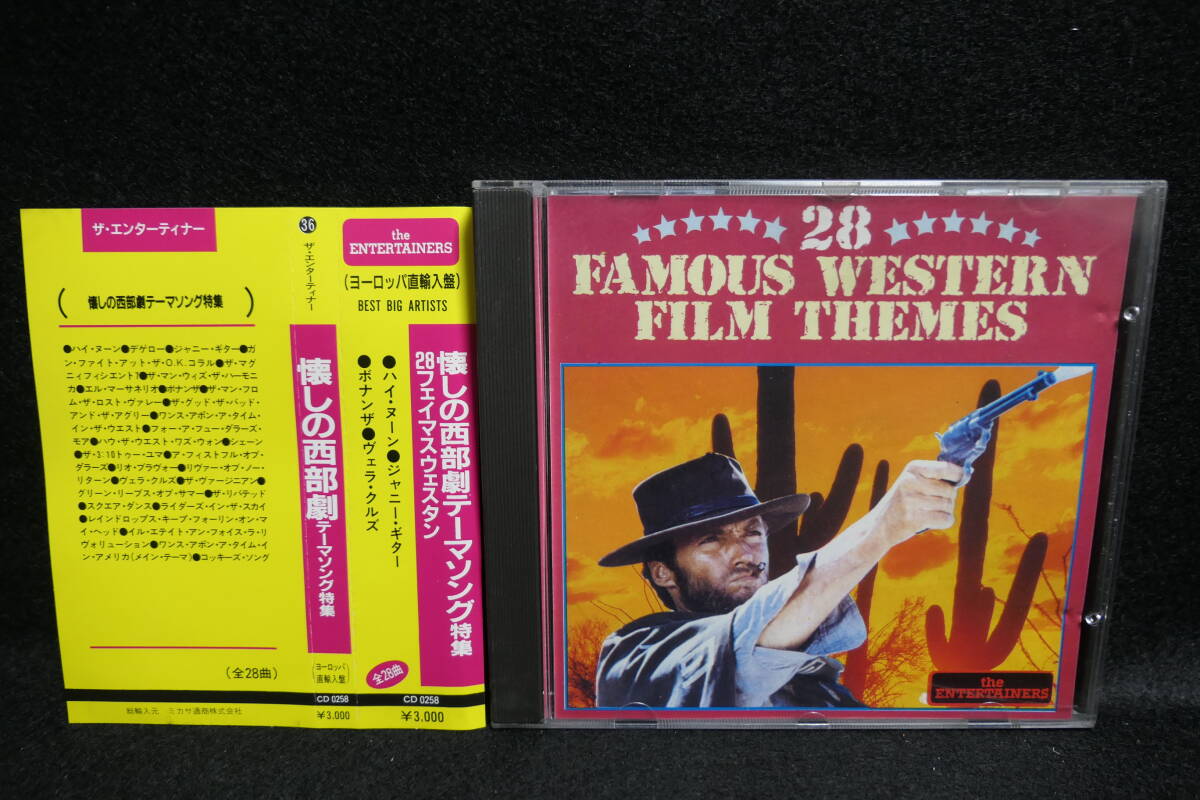 ザ・エンターティナー
懐しの西部劇テーマソング特集
●ハイ・ヌーン●デゲロー●ジャニー・ギター●ガ
ン・ファイト・アット・ザ・O.K.コラル●ザ・マグ
ニィフィシエント7●ザ・マン・ウィズ・ザ・ハーモニ
カ●エル・マーサネリオ●ボナンザ●ザ・マン・フロ
ム・ザ・ロスト・ヴァレー●ザ・グッド・ザ・バッド・
アンド・ザ・アグリー●ワンス・アポン・ア・タイム・
イン・ザ・ウエスト●フォー・ア・フュー・ダラーズ・
モア●ハウ・ザ・ウエスト・ワズ・ウォン●シェーン
●ザ・3:10トゥー・ユマ●ア・フィストフル・オブ・
ダラーズ●リオ・ブラヴォー●リヴァー・オブ・ノー・
リターン●ヴェラ・クルズ●ザ・ヴァージニアン●
グリーン・リーブス・オブ・サマー●ザ・リバテッド
●スクエア・ダンス●ライダーズ・イン・ザ・スカイ
●レインドロップス・キープ・フォーリン・オン・マ
イ・ヘッド●イル・エテイト・アン・フォイス・ラ・リ
ヴォリューション●ワンス・アポン・ア・タイム・イ
ン・アメリカ(メイン・テーマ)●コッキーズ・ソング
(全28曲)
総輸入元 ミカサ通商株式会社
36
ザ・エンターティナー
懐しの西部劇テーマソング特集
(ヨーロッパ
直輸入盤)
CD 0258
¥3.000
the
ENTERTAINERS
(ヨーロッパ直輸入盤)
BEST BIG ARTISTS
懐しの西部劇テーマソング特集
28フェイマスウェスタン
●ハイ・ヌーン●ジャニー・ギター
●ボナンザ●ヴェラ・クルズ
全28曲
CD 0258
¥3.000
28
FAMOUS WESTERN
FILM THEMES
the
ENTERTAINERS